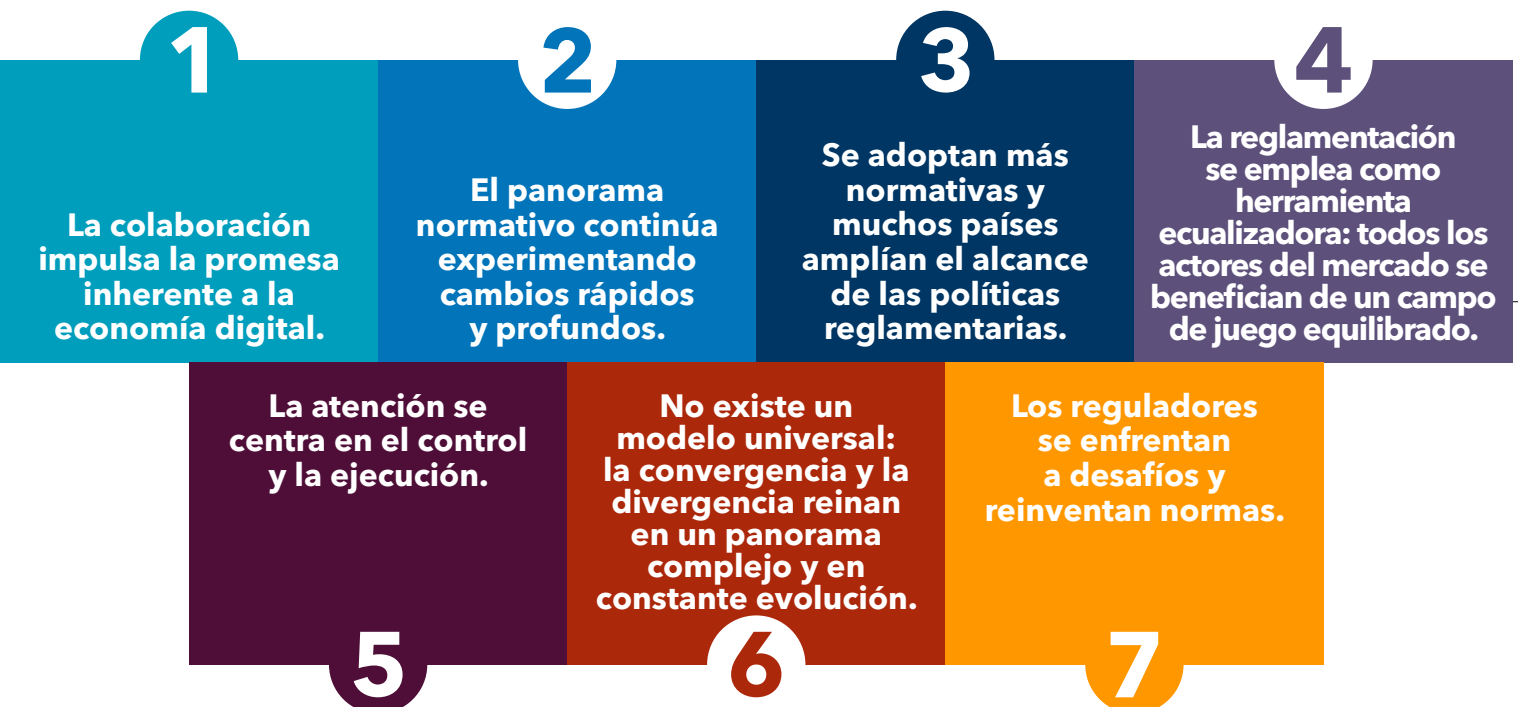 1
La colaboración
impulsa la promesa
inherente a la
economía digital.
2
El panorama
normativo continúa
experimentando
cambios rápidos
y profundos.
3
Se adoptan más
normativas y
muchos países
amplían el alcance
de las políticas
reglamentarias.
4
La reglamentación
se emplea como
herramienta
ecualizadora: todos los
actores del mercado se
benefician de un campo
de juego equilibrado.
La atención se
centra en el control
y la ejecución.
5
No existe un
modelo universal:
la convergencia y la
divergencia reinan
en un panorama
complejo y en
constante evolución.
6
Los reguladores
se enfrentan
a desafíos y
reinventan normas.
7